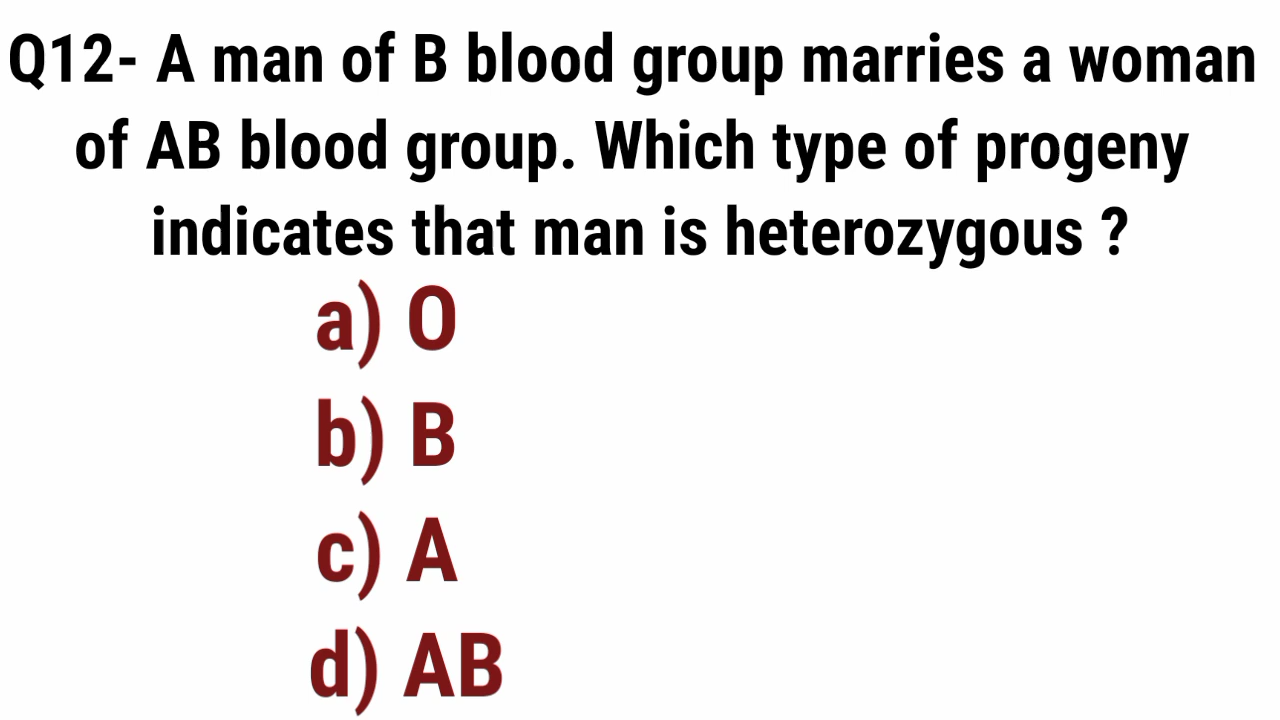 Q12- A man of B blood group marries a woman
of AB blood group. Which type of progeny
indicates that man is heterozygous ?
a) O
b) B
c) A
d) AB